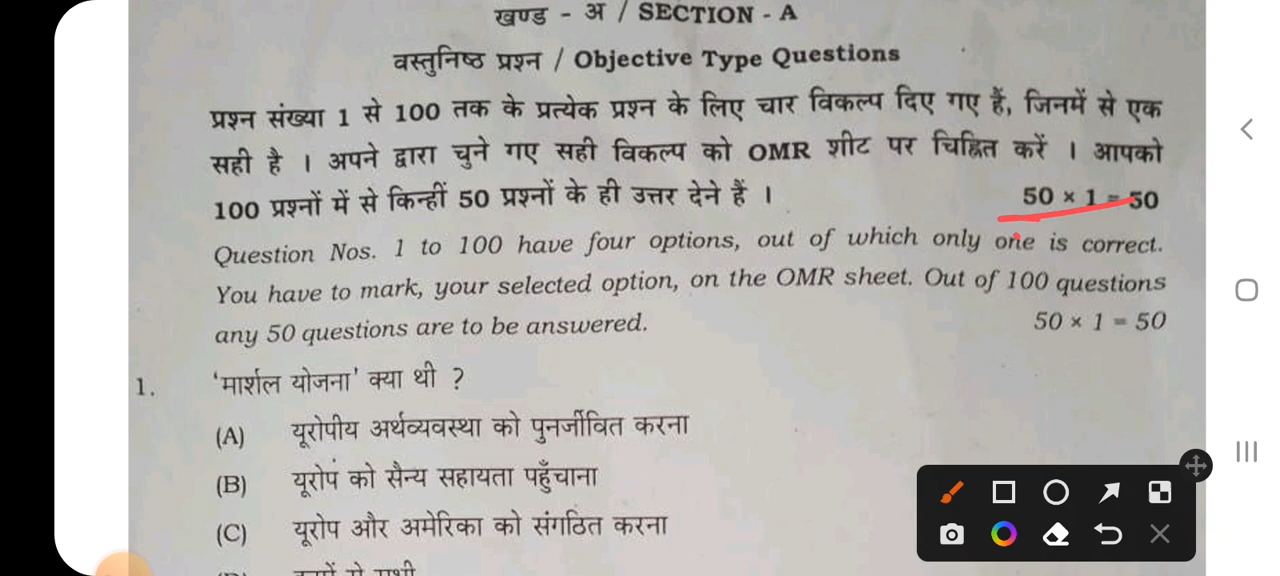 खण्ड - अ / SECTION - A
वस्तुनिष्ठ प्रश्न / Objective Type Questions
प्रश्न संख्या 1 से 100 तक के प्रत्येक प्रश्न के लिए चार विकल्प दिए गए हैं, जिनमें से एक
सही है । अपने द्वारा चुने गए सही विकल्प को OMR शीट पर चिह्नित करें । आपको
100 प्रश्नों में से किन्हीं 50 प्रश्नों के ही उत्तर देने हैं । 50 × 1 = 50
Question Nos. 1 to 100 have four options, out of which only one is correct.
You have to mark, your selected option, on the OMR sheet. Out of 100 questions
any 50 questions are to be answered. 50 × 1 = 50
1. 'मार्शल योजना' क्या थी ?
(A) यूरोपीय अर्थव्यवस्था को पुनर्जीवित करना
(B) यूरोप को सैन्य सहायता पहुँचाना
(C) यूरोप और अमेरिका को संगठित करना